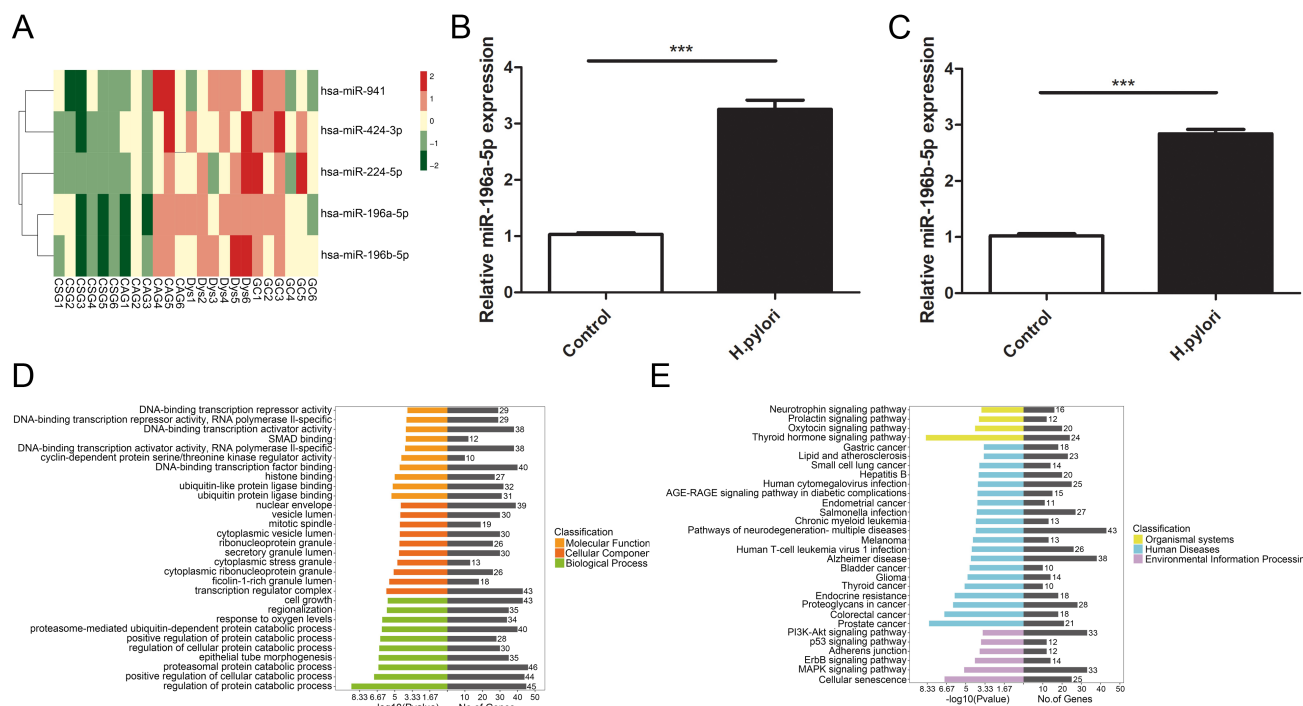 A
hsa-miR-941
hsa-miR-424-3p
hsa-miR-224-5p
hsa-miR-196a-5p
hsa-miR-196b-5p
2
1
0
−1
−2
CSG1
CSG2
CSG3
CSG4
CSG5
CSG6
CAG1
CAG2
CAG3
CAG4
CAG5
CAG6
Dys1
Dys2
Dys3
Dys4
Dys5
Dys6
GC1
GC2
GC3
GC4
GC5
GC6
B
Relative miR-196a-5p expression
4
3
2
1
0
***
Control
H.pylori
C
Relative miR-196b-5p expression
4
3
2
1
0
***
Control
H.pylori
D
DNA-binding transcription repressor activity 29
DNA-binding transcription repressor activity, RNA polymerase II-specific 29
DNA-binding transcription activator activity 38
SMAD binding 12
DNA-binding transcription activator activity, RNA polymerase II-specific 38
cyclin-dependent protein serine/threonine kinase regulator activity 10
DNA-binding transcription factor binding 40
histone binding 27
ubiquitin-like protein ligase binding 32
ubiquitin protein ligase binding 31
nuclear envelope 39
vesicle lumen 30
mitotic spindle 19
cytoplasmic vesicle lumen 30
ribonucleoprotein granule 26
secretory granule lumen 30
cytoplasmic stress granule 13
cytoplasmic ribonucleoprotein granule 26
ficolin-1-rich granule lumen 18
transcription regulator complex 43
cell growth 43
regionalization 35
response to oxygen levels 34
proteasome-mediated ubiquitin-dependent protein catabolic process 40
positive regulation of protein catabolic process 28
regulation of cellular protein catabolic process 30
epithelial tube morphogenesis 35
proteasomal protein catabolic process 46
positive regulation of cellular catabolic process 44
regulation of protein catabolic process 45
8.33 6.67 5 3.33 1.67 10 20 30 40 50
-log10(Pvalue) No.of Genes
Classification
Molecular Function
Cellular Componer
Biological Process
E
Neurotrophin signaling pathway 16
Prolactin signaling pathway 12
Oxytocin signaling pathway 20
Thyroid hormone signaling pathway 24
Gastric cancer 18
Lipid and atherosclerosis 23
Small cell lung cancer 14
Hepatitis B 20
Human cytomegalovirus infection 25
AGE-RAGE signaling pathway in diabetic complications 15
Endometrial cancer 11
Salmonella infection 27
Chronic myeloid leukemia 13
Pathways of neurodegeneration- multiple diseases 43
Melanoma 13
Human T-cell leukemia virus 1 infection 26
Alzheimer disease 38
Bladder cancer 10
Glioma 14
Thyroid cancer 10
Endocrine resistance 18
Proteoglycans in cancer 28
Colorectal cancer 18
Prostate cancer 21
PI3K-Akt signaling pathway 33
p53 signaling pathway 12
Adherens junction 12
ErbB signaling pathway 14
MAPK signaling pathway 33
Cellular senescence 25
8.33 6.67 5 3.33 1.67 10 20 30 40 50
-log10(Pvalue) No.of Genes
Classification
Organismal systems
Human Diseases
Environmental Information Processin